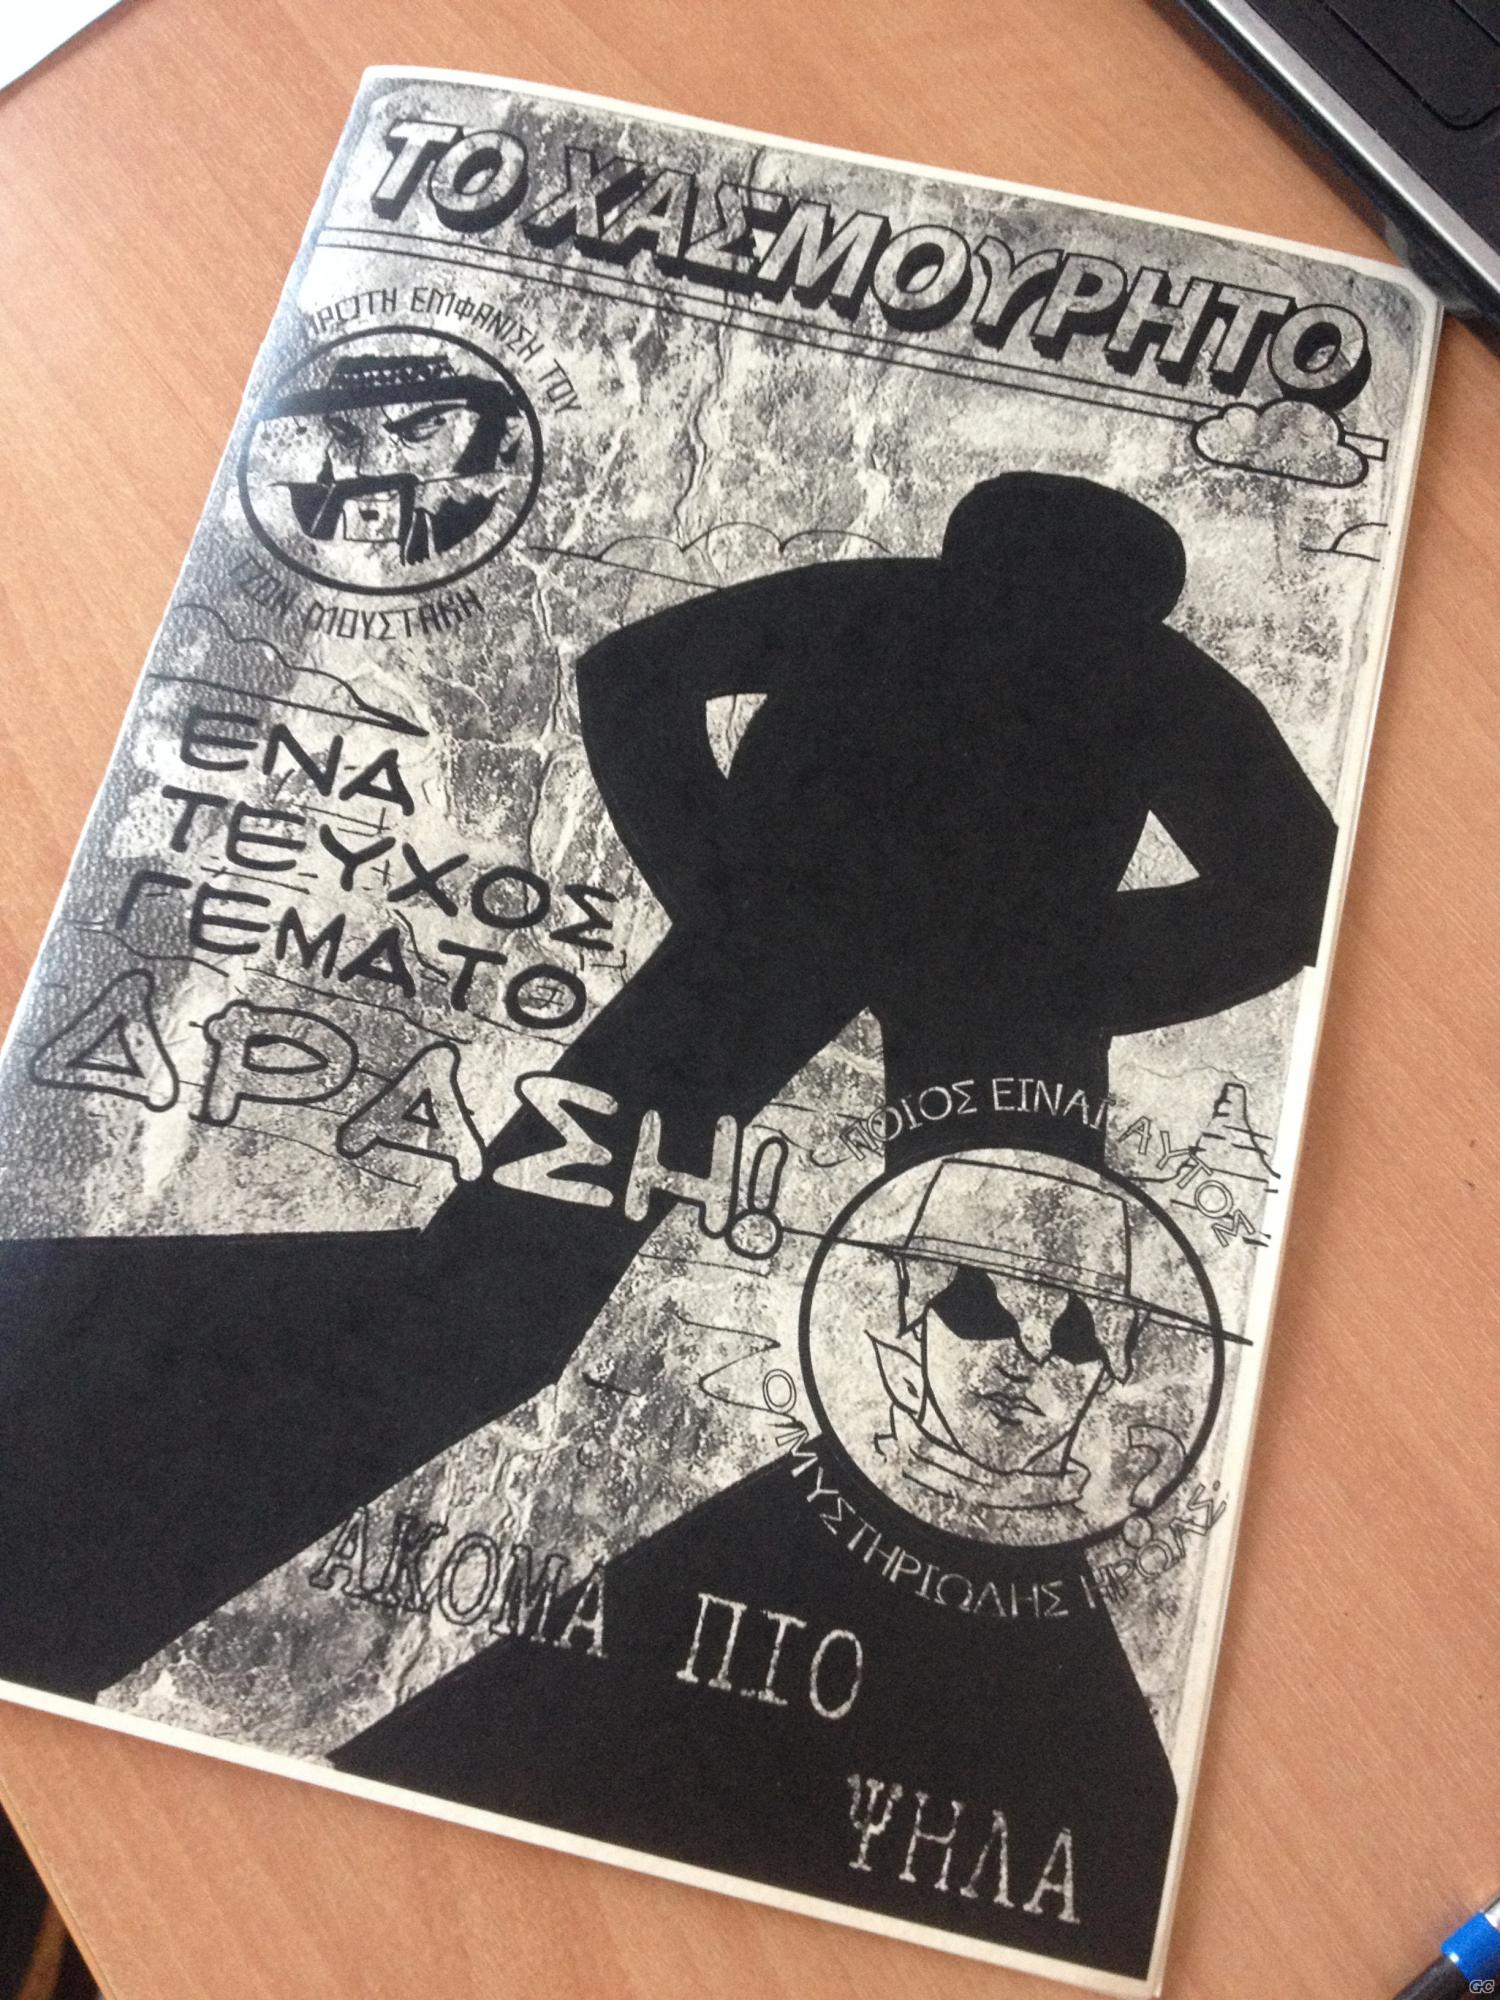 ΤΟ ΧΑΣΜΟΥΡΗΤΟ
ΠΡΩΤΗ ΕΜΦΑΝΙΣΗ ΤΟΥ
ΤΖΩΝ ΜΟΥΣΤΑΚΗ
ΕΝΑ
ΤΕΥΧΟΣ
ΓΕΜΑΤΟ
ΔΡΑΣΗ!
ΠΟΙΟΣ ΕΙΝΑΙ ΑΥΤΟΣ
Ο ΜΥΣΤΗΡΙΩΔΗΣ ΗΡΩΑΣ
?
ΑΚΟΜΑ ΠΙΟ
ΨΗΛΑ
GC